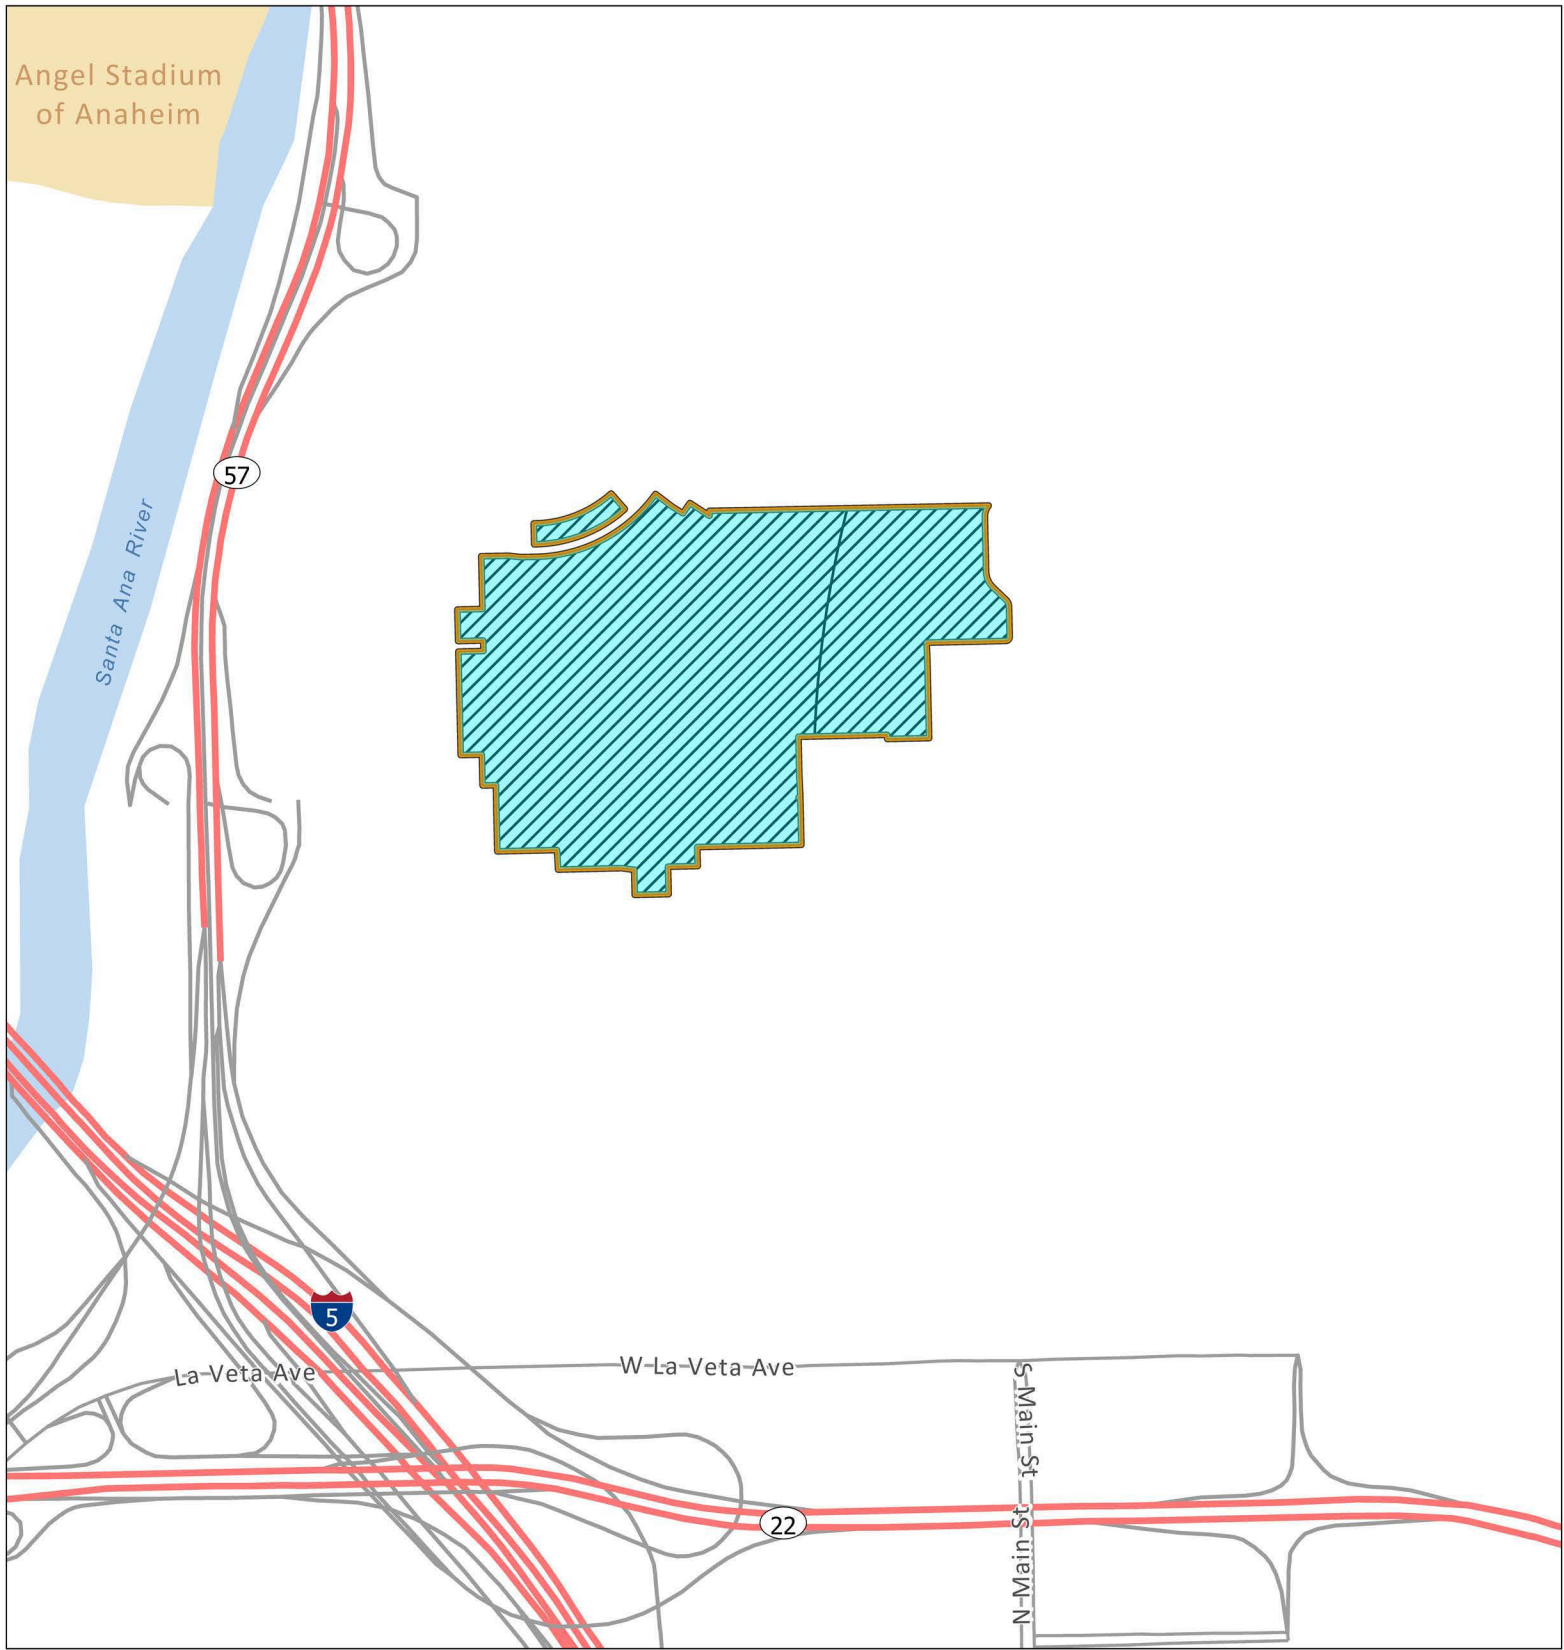 Angel Stadium
of Anaheim
57
Santa Ana River
5
La Veta Ave
W La Veta Ave
S Main St
22
N Main St